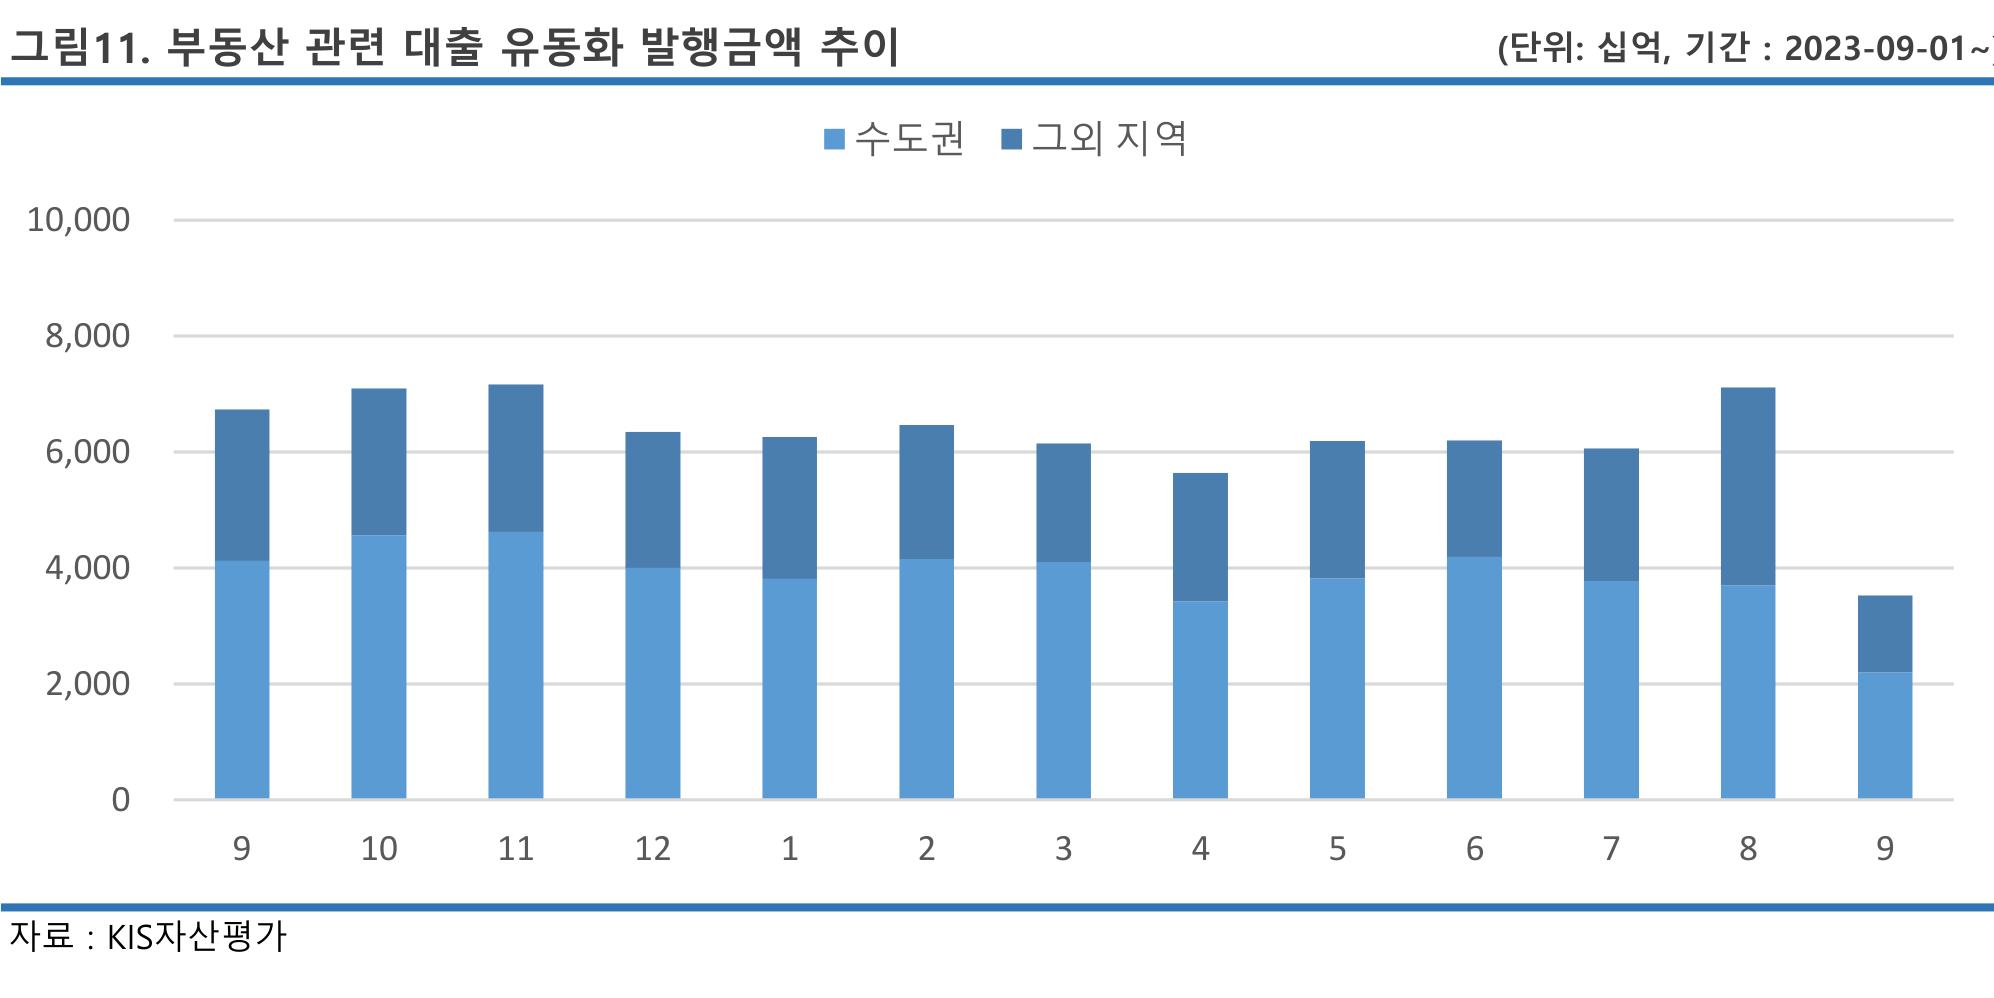 그림11. 부동산 관련 대출 유동화 발행금액 추이
(단위: 십억, 기간 : 2023-09-01~)
수도권 그외 지역
10,000
8,000
6,000
4,000
2,000
0
9 10 11 12 1 2 3 4 5 6 7 8 9
자료 : KIS자산평가